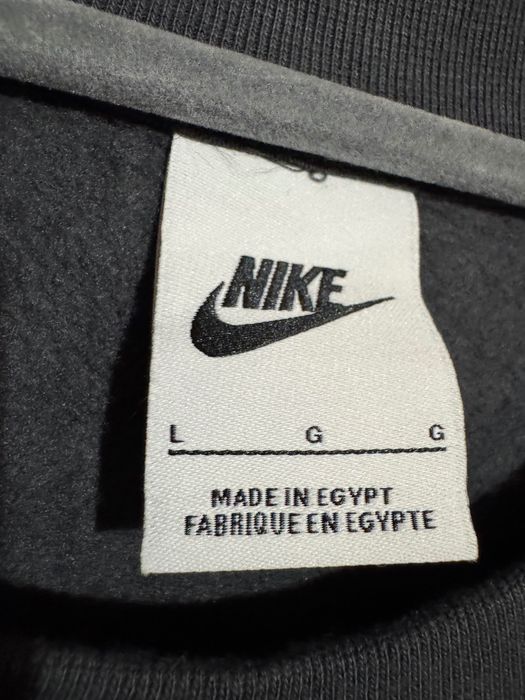 NIKE
L G G
MADE IN EGYPT
FABRIQUE EN EGYPTE